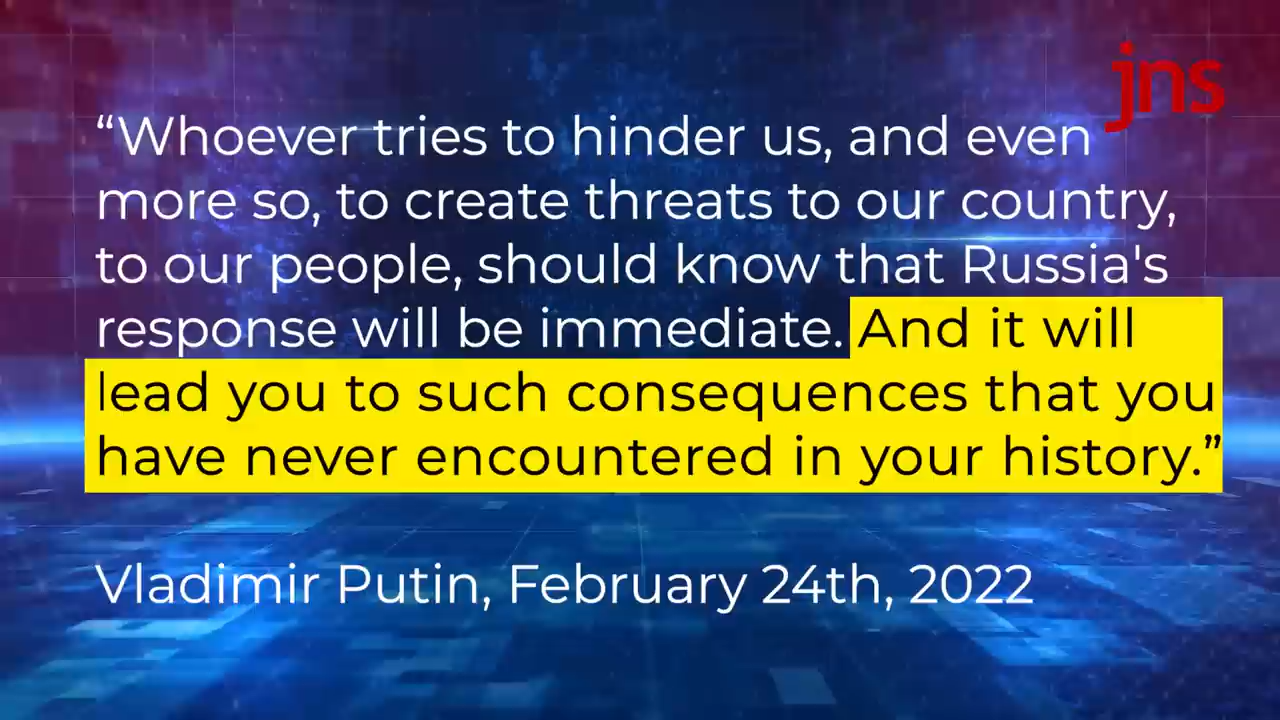 jns
“Whoever tries to hinder us, and even
more so, to create threats to our country,
to our people, should know that Russia's
response will be immediate. And it will
lead you to such consequences that you
have never encountered in your history.”
Vladimir Putin, February 24th, 2022